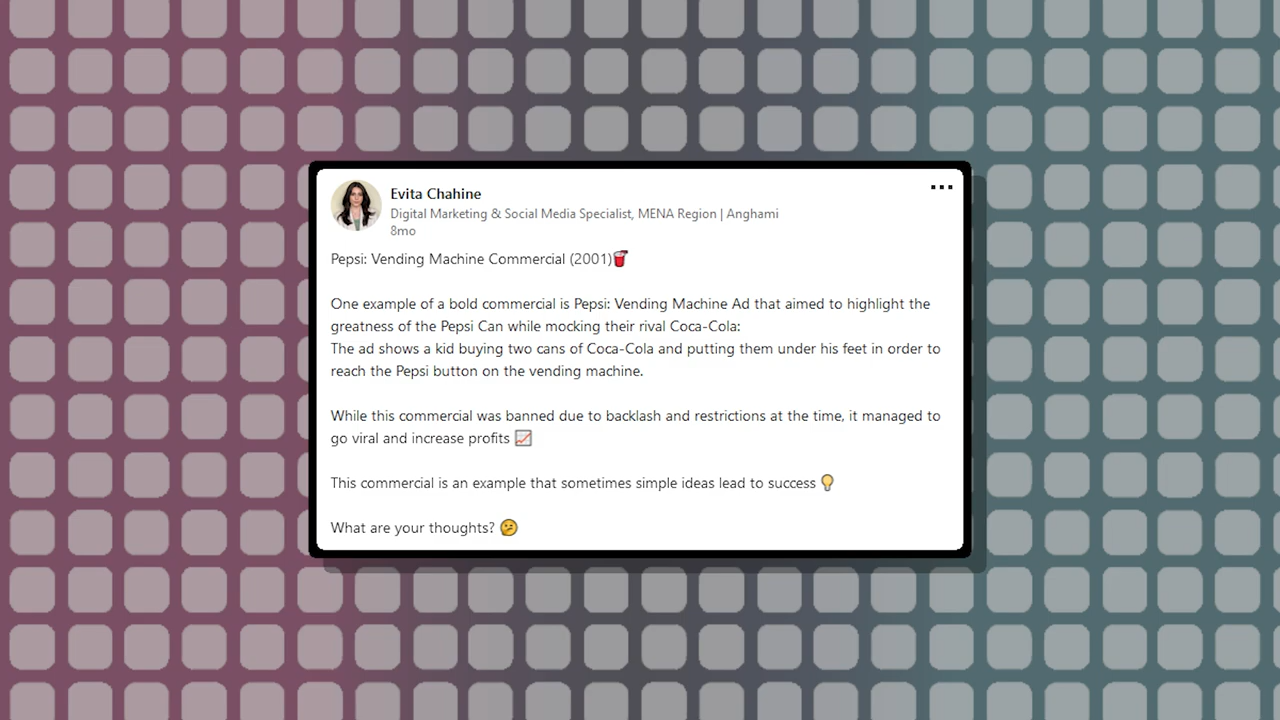 Evita Chahine
Digital Marketing & Social Media Specialist, MENA Region | Anghami
8mo
Pepsi: Vending Machine Commercial (2001)🥤
One example of a bold commercial is Pepsi: Vending Machine Ad that aimed to highlight the
greatness of the Pepsi Can while mocking their rival Coca-Cola:
The ad shows a kid buying two cans of Coca-Cola and putting them under his feet in order to
reach the Pepsi button on the vending machine.
While this commercial was banned due to backlash and restrictions at the time, it managed to
go viral and increase profits 📈
This commercial is an example that sometimes simple ideas lead to success 💡
What are your thoughts? 🤔